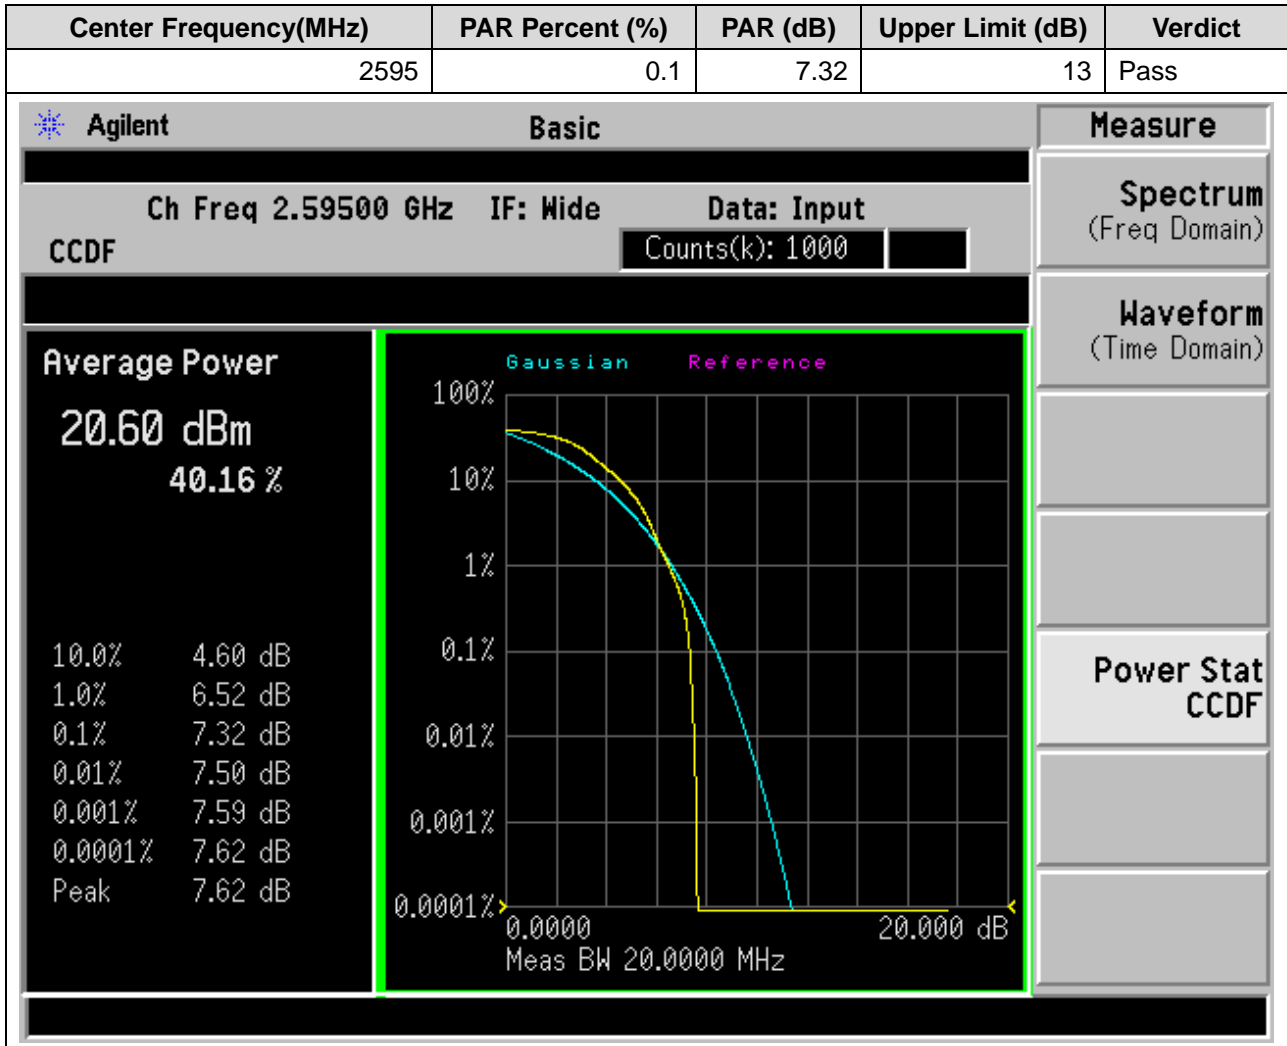 Center Frequency(MHz) PAR Percent (%) PAR (dB) Upper Limit (dB) Verdict
2595 0.1 7.32 13 Pass
Agilent Basic Measure
Ch Freq 2.59500 GHz IF: Wide Data: Input
CCDF Counts(k): 1000
Spectrum
(Freq Domain)
Waveform
(Time Domain)
Power Stat
CCDF
Average Power
20.60 dBm
40.16 %
10.0% 4.60 dB
1.0% 6.52 dB
0.1% 7.32 dB
0.01% 7.50 dB
0.001% 7.59 dB
0.0001% 7.62 dB
Peak 7.62 dB
Gaussian Reference
100%
10%
1%
0.1%
0.01%
0.001%
0.0001%
0.0000 20.000 dB
Meas BW 20.0000 MHz